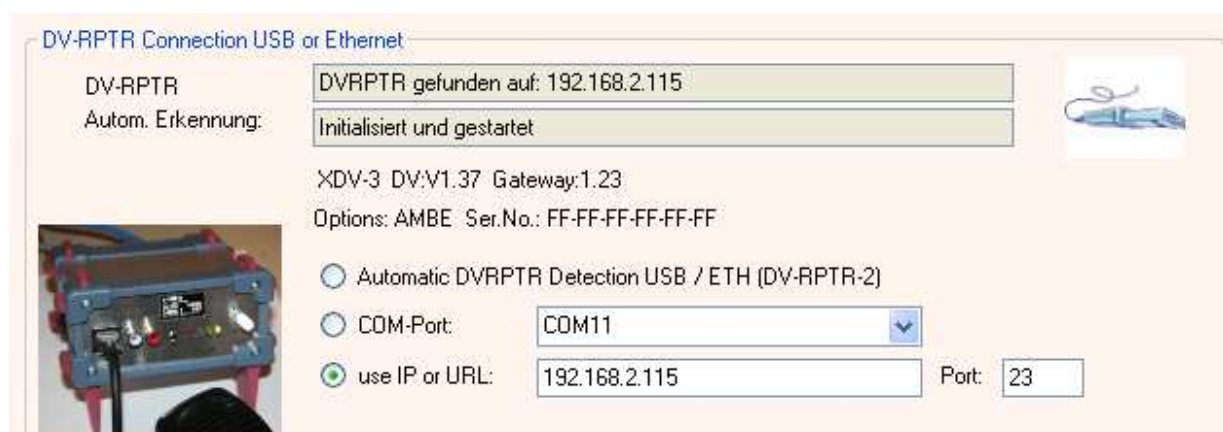 DV-RPTR Connection USB or Ethernet
DV-RPTR
Autom. Erkennung:
DVRPTR gefunden auf: 192.168.2.115
Initialisiert und gestartet
XDV-3 DV:V1.37 Gateway:1.23
Options: AMBE Ser.No.: FF-FF-FF-FF-FF-FF
Automatic DVRPTR Detection USB / ETH (DV-RPTR-2)
COM-Port: COM11
use IP or URL: 192.168.2.115 Port: 23